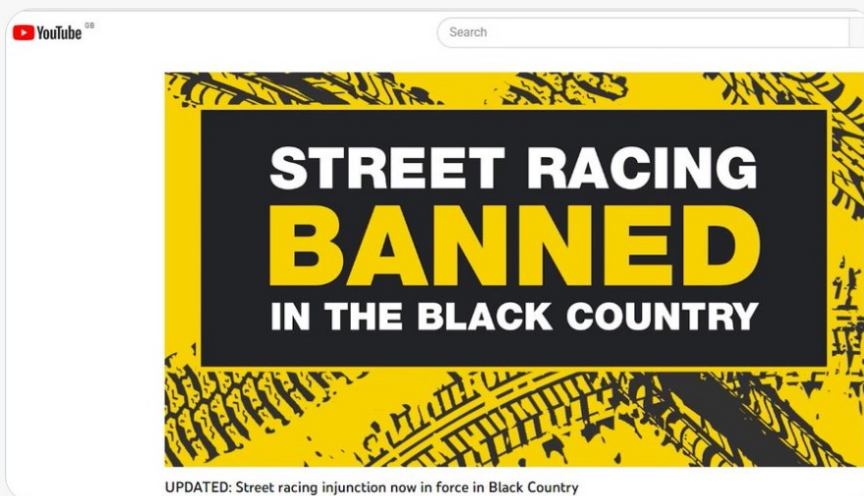 YouTube GB
Search
STREET RACING
BANNED
IN THE BLACK COUNTRY
UPDATED: Street racing injunction now in force in Black Country